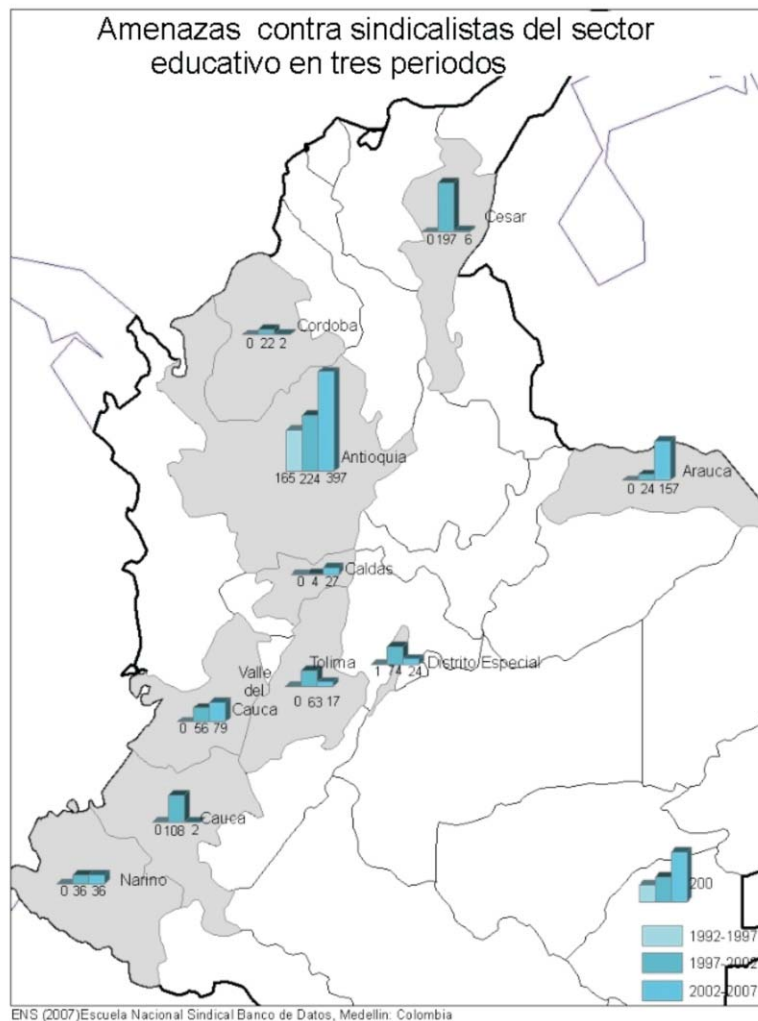 Amenazas contra sindicalistas del sector
educativo en tres periodos
Cesar
0 197 6
Cordoba
0 22 2
Antioquia
165 224 397
Arauca
0 24 157
Caldas
0 4 27
Distrito Especial
1 74 24
Tolima
0 63 17
Valle
del
Cauca
0 56 79
Cauca
0 108 2
Narino
0 36 36
200
1992-1997
1997-2002
2002-2007
ENS (2007)Escuela Nacional Sindical Banco de Datos, Medellin: Colombia